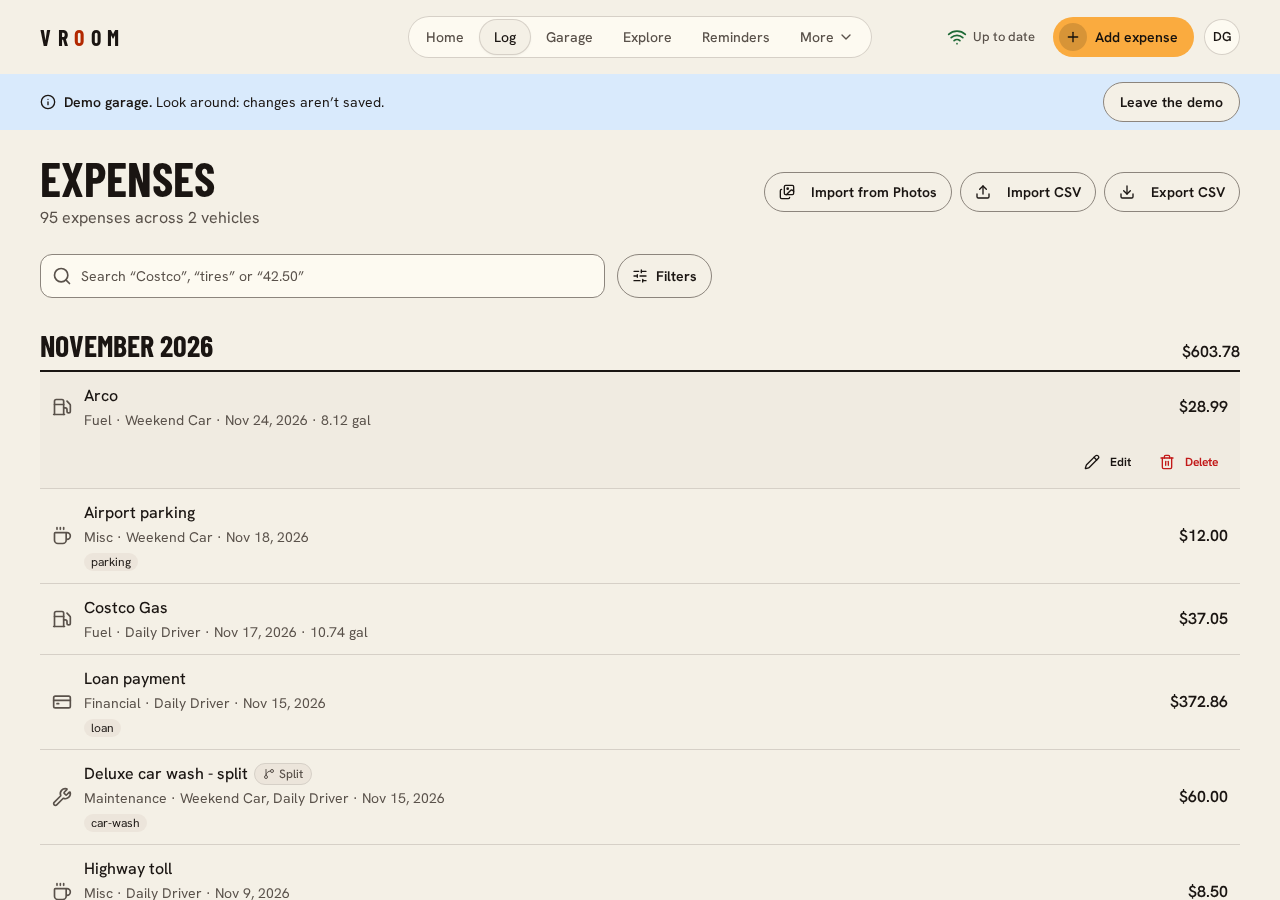 VROOM
Home
Log
Garage
Explore
Reminders
More
Up to date
Add expense
DG
Demo garage. Look around: changes aren’t saved.
Leave the demo
EXPENSES
95 expenses across 2 vehicles
Import from Photos
Import CSV
Export CSV
Search “Costco”, “tires” or “42.50”
Filters
NOVEMBER 2026
$603.78
Arco
Fuel · Weekend Car · Nov 24, 2026 · 8.12 gal
$28.99
Edit
Delete
Airport parking
Misc · Weekend Car · Nov 18, 2026
parking
$12.00
Costco Gas
Fuel · Daily Driver · Nov 17, 2026 · 10.74 gal
$37.05
Loan payment
Financial · Daily Driver · Nov 15, 2026
loan
$372.86
Deluxe car wash - split
Split
Maintenance · Weekend Car, Daily Driver · Nov 15, 2026
car-wash
$60.00
Highway toll
Misc · Daily Driver · Nov 9, 2026
$8.50